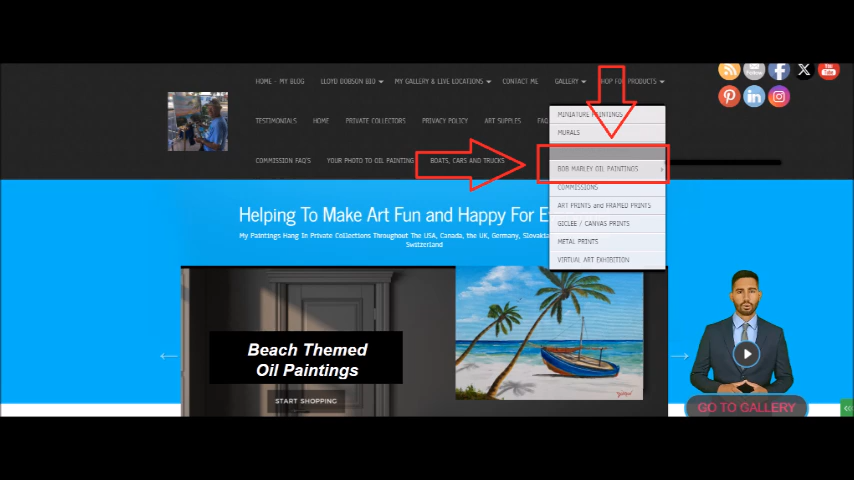 HOME - MY BLOG LLOYD DOBSON BIO MY GALLERY & LIVE LOCATIONS CONTACT ME GALLERY SHOP FOR PRODUCTS
TESTIMONIALS HOME PRIVATE COLLECTORS PRIVACY POLICY ART SUPPLIES FAQ
COMMISSION FAQ'S YOUR PHOTO TO OIL PAINTING BOATS, CARS AND TRUCKS
MINIATURE PAINTINGS
MURALS
BOB MARLEY OIL PAINTINGS
COMMISSIONS
ART PRINTS and FRAMED PRINTS
GICLEE / CANVAS PRINTS
METAL PRINTS
VIRTUAL ART EXHIBITION
Follow
You
Tube
Helping To Make Art Fun and Happy For E
My Paintings Hang In Private Collections Throughout The USA, Canada, the UK, Germany, Slovakia
Switzerland
Beach Themed
Oil Paintings
START SHOPPING
GO TO GALLERY